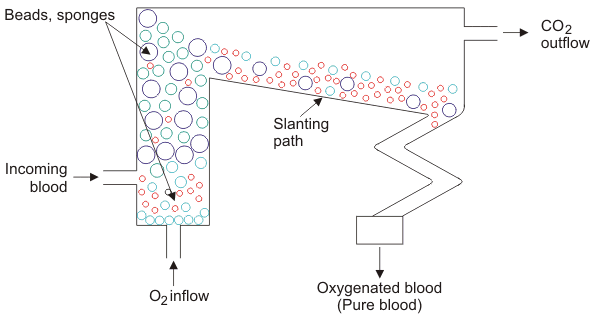 Beads, sponges
CO2
outflow
Slanting
path
Incoming
blood
O2 inflow
Oxygenated blood
(Pure blood)